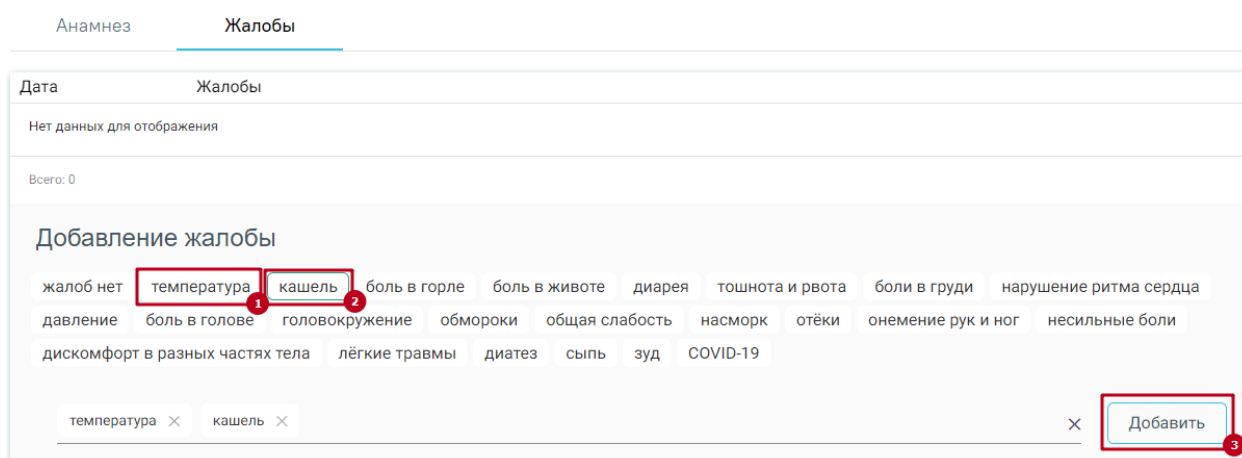 Анамнез Жалобы
Дата Жалобы
Нет данных для отображения
Всего: 0
Добавление жалобы
жалоб нет температура 1 кашель 2 боль в горле боль в животе диарея тошнота и рвота боли в груди нарушение ритма сердца
давление боль в голове головокружение обмороки общая слабость насморк отёки онемение рук и ног несильные боли
дискомфорт в разных частях тела лёгкие травмы диатез сыпь зуд COVID-19
температура × кашель × × Добавить 3